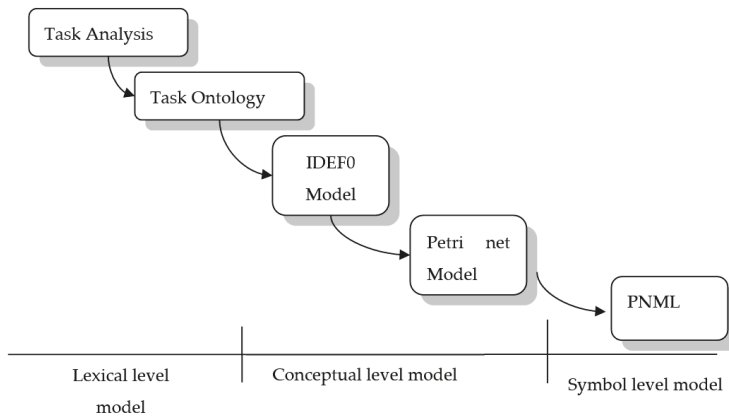 Task Analysis
Task Ontology
IDEF0
Model
Petri net
Model
PNML
Lexical level
model
Conceptual level model
Symbol level model